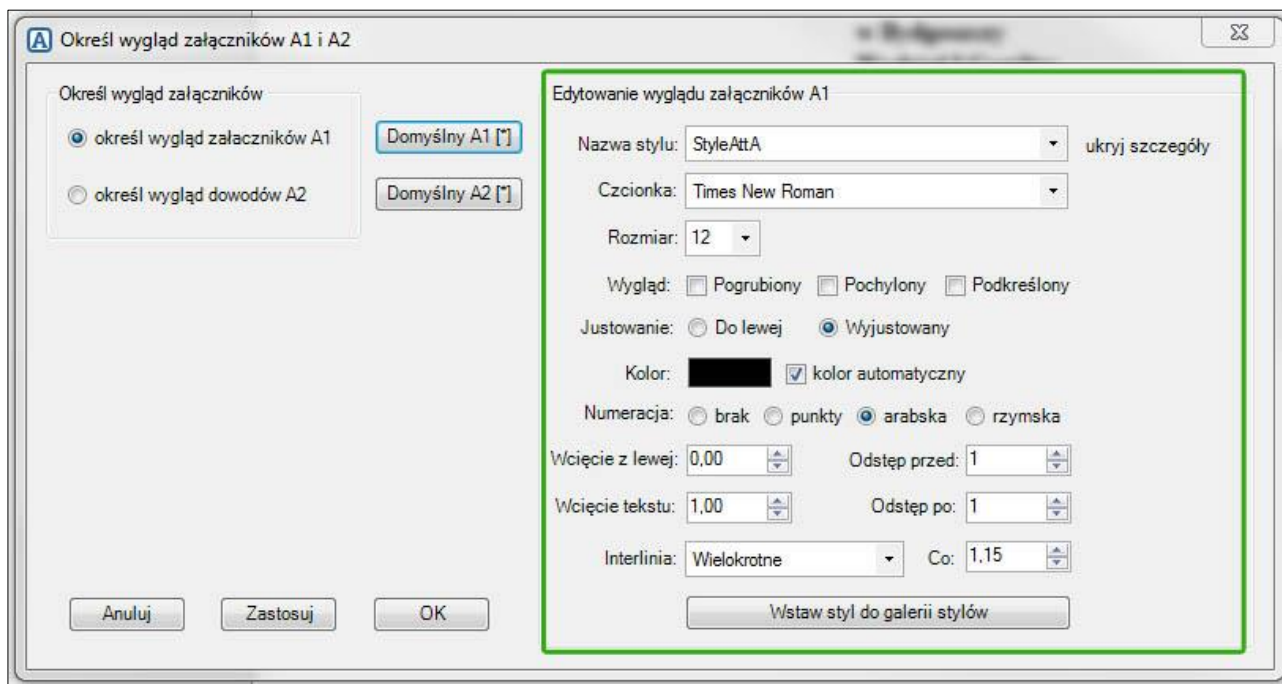 A Określ wygląd załączników A1 i A2
Określ wygląd załączników
określ wygląd załaczników A1
Domyślny A1 [*]
określ wygląd dowodów A2
Domyślny A2 [*]
Anuluj Zastosuj OK
Edytowanie wyglądu załączników A1
Nazwa stylu: StyleAttA ukryj szczegóły
Czcionka: Times New Roman
Rozmiar: 12
Wygląd: Pogrubiony Pochylony Podkreślony
Justowanie: Do lewej Wyjustowany
Kolor: kolor automatyczny
Numeracja: brak punkty arabska rzymska
Wcięcie z lewej: 0,00 Odstęp przed: 1
Wcięcie tekstu: 1,00 Odstęp po: 1
Interlinia: Wielokrotne Co: 1,15
Wstaw styl do galerii stylów